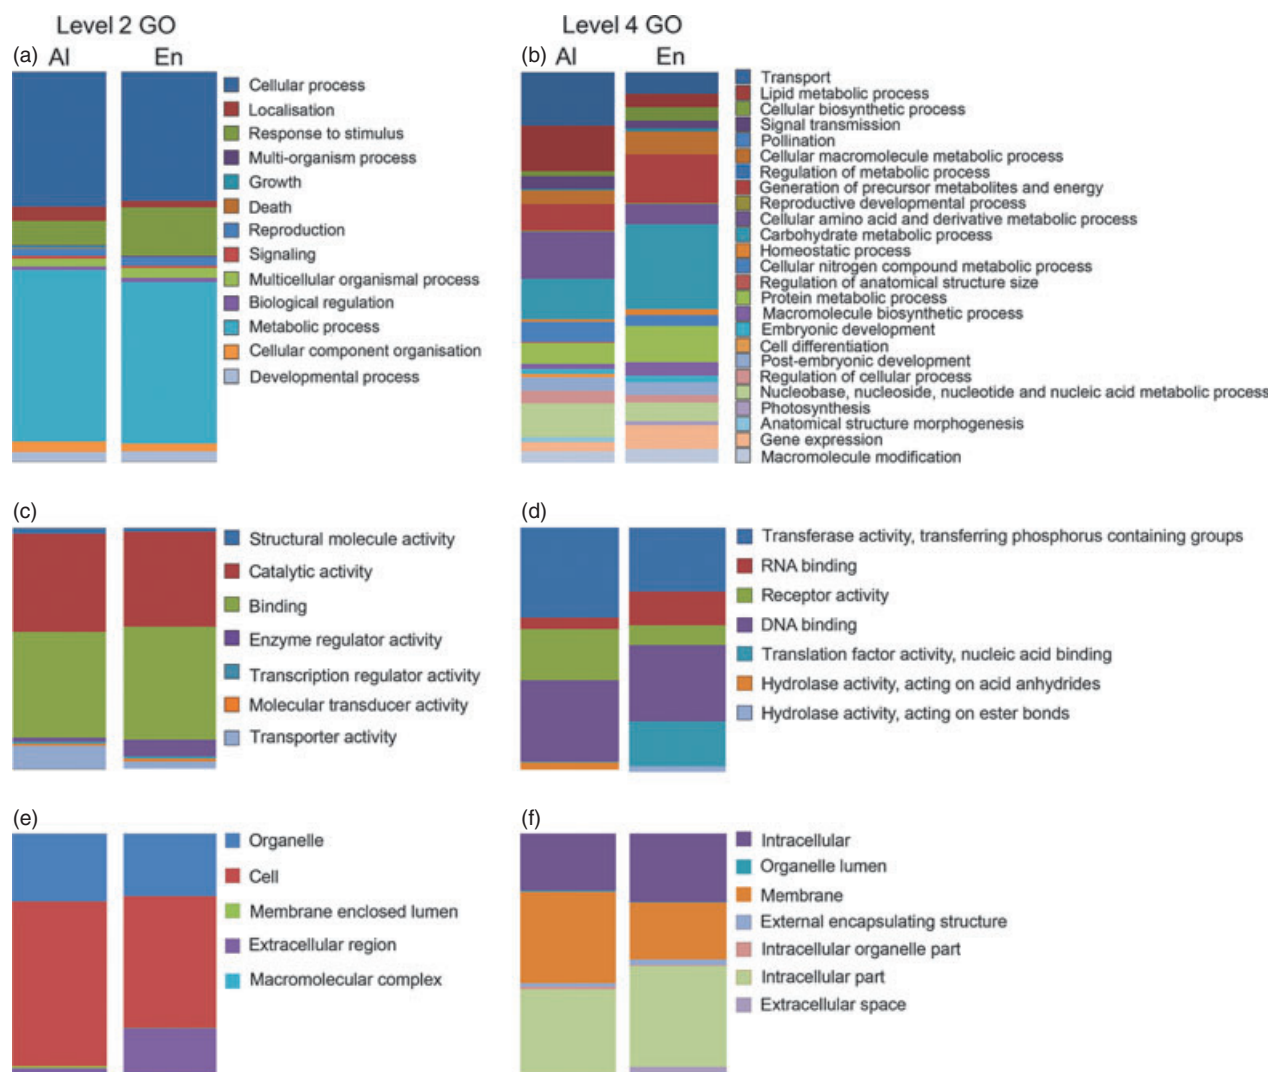 Level 2 GO
Level 4 GO
(a)
Al
En
(b)
Al
En
Cellular process
Localisation
Response to stimulus
Multi-organism process
Growth
Death
Reproduction
Signaling
Multicellular organismal process
Biological regulation
Metabolic process
Cellular component organisation
Developmental process
Transport
Lipid metabolic process
Cellular biosynthetic process
Signal transmission
Pollination
Cellular macromolecule metabolic process
Regulation of metabolic process
Generation of precursor metabolites and energy
Reproductive developmental process
Cellular amino acid and derivative metabolic process
Carbohydrate metabolic process
Homeostatic process
Cellular nitrogen compound metabolic process
Regulation of anatomical structure size
Protein metabolic process
Macromolecule biosynthetic process
Embryonic development
Cell differentiation
Post-embryonic development
Regulation of cellular process
Nucleobase, nucleoside, nucleotide and nucleic acid metabolic process
Photosynthesis
Anatomical structure morphogenesis
Gene expression
Macromolecule modification
(c)
Structural molecule activity
Catalytic activity
Binding
Enzyme regulator activity
Transcription regulator activity
Molecular transducer activity
Transporter activity
(d)
Transferase activity, transferring phosphorus containing groups
RNA binding
Receptor activity
DNA binding
Translation factor activity, nucleic acid binding
Hydrolase activity, acting on acid anhydrides
Hydrolase activity, acting on ester bonds
(e)
Organelle
Cell
Membrane enclosed lumen
Extracellular region
Macromolecular complex
(f)
Intracellular
Organelle lumen
Membrane
External encapsulating structure
Intracellular organelle part
Intracellular part
Extracellular space